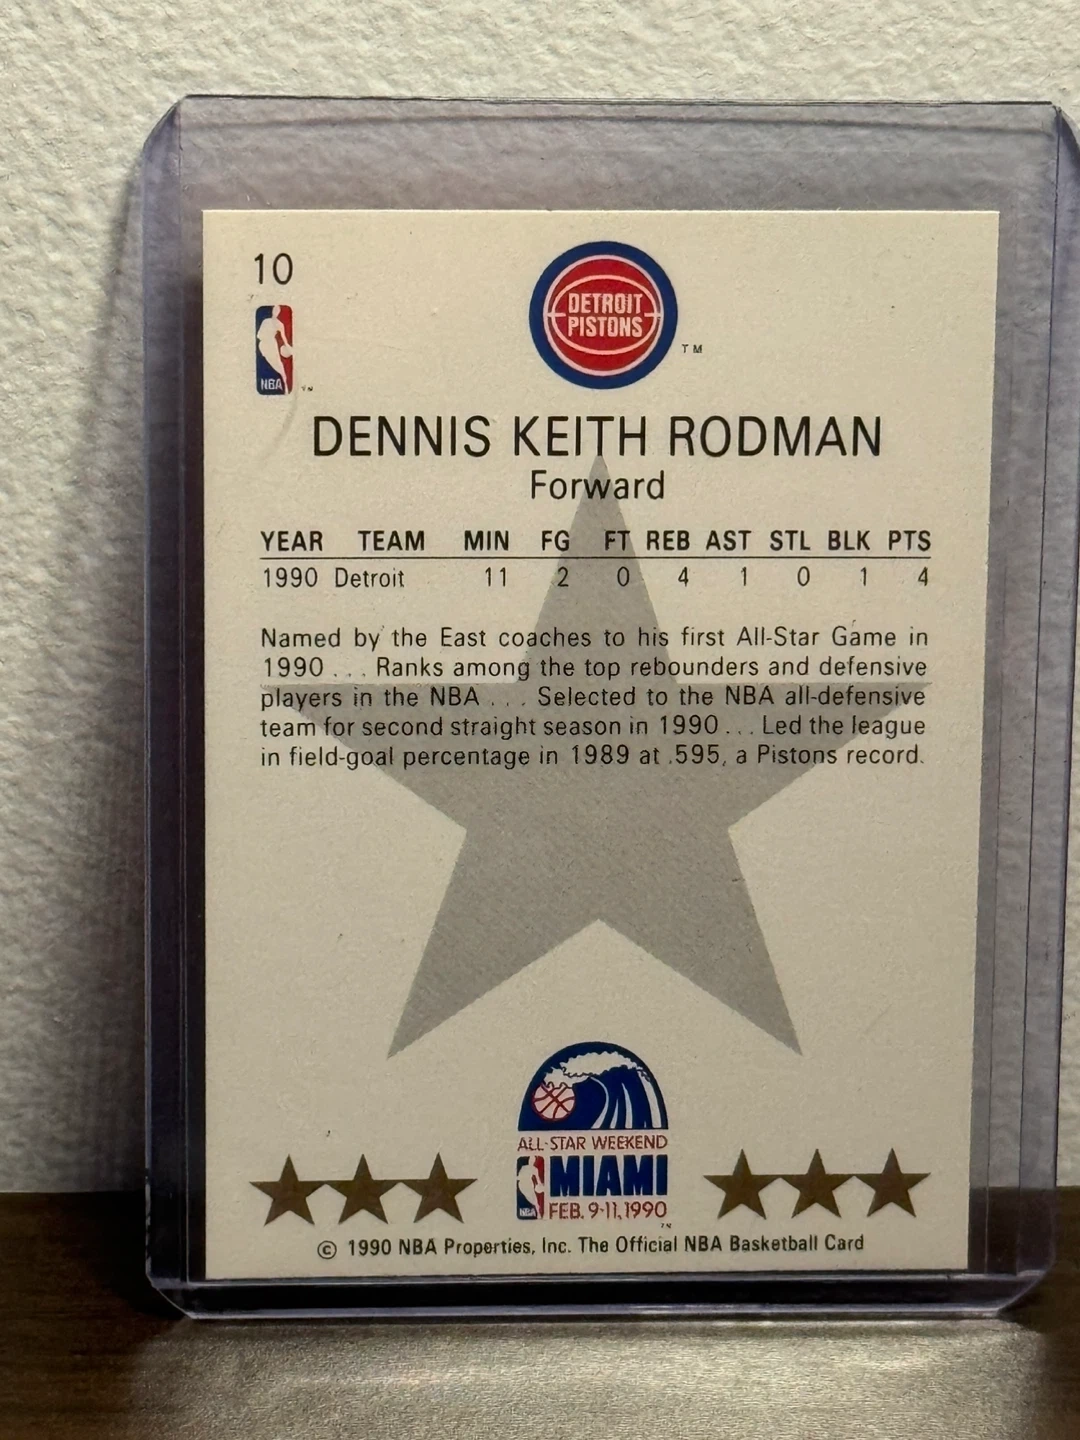 10
DETROIT
PISTONS
TM
NBA
DENNIS KEITH RODMAN
Forward
YEAR TEAM MIN FG FT REB AST STL BLK PTS
1990 Detroit 11 2 0 4 1 0 1 4
Named by the East coaches to his first All-Star Game in
1990 . . . Ranks among the top rebounders and defensive
players in the NBA . . . Selected to the NBA all-defensive
team for second straight season in 1990 . . . Led the league
in field-goal percentage in 1989 at .595, a Pistons record.
ALL-STAR WEEKEND
MIAMI
NBA FEB. 9-11, 1990
© 1990 NBA Properties, Inc. The Official NBA Basketball Card